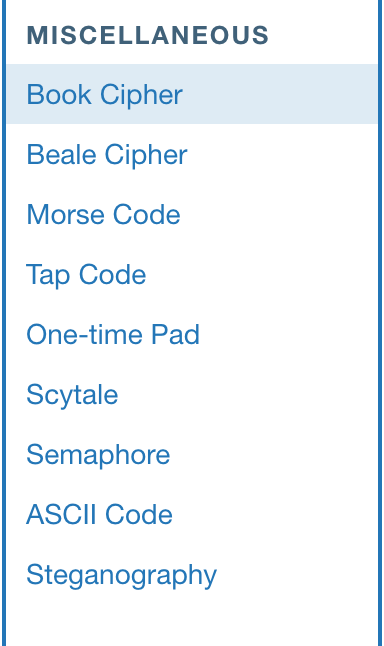 MISCELLANEOUS
Book Cipher
Beale Cipher
Morse Code
Tap Code
One-time Pad
Scytale
Semaphore
ASCII Code
Steganography